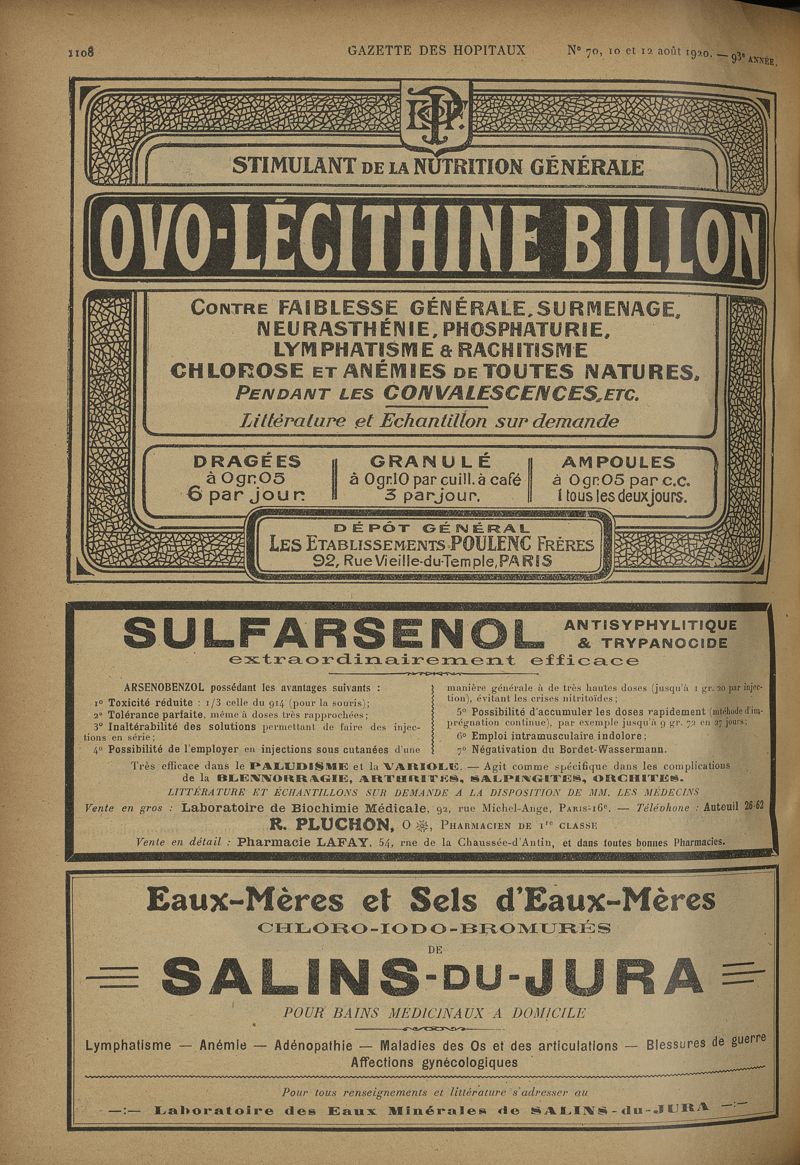 1108 GAZETTE DES HOPITAUX N° 70, 10 et 12 août 1920. — 93e ANNÉE.
STIMULANT DE LA NUTRITION GÉNÉRALE
OVO-LÉCITHINE BILLON
CONTRE FAIBLESSE GÉNÉRALE, SURMENAGE,
NEURASTHÉNIE, PHOSPHATURIE,
LYMPHATISME & RACHITISME
CHLOROSE ET ANÉMIES DE TOUTES NATURES,
PENDANT LES CONVALESCENCES, ETC.
Littérature et Echantillon sur demande
DRAGÉES
à 0gr.05
6 par jour
GRANULÉ
à 0gr.10 par cuill. à café
3 par jour.
AMPOULES
à 0gr.05 par c.c.
1 tous les deux jours.
DÉPÔT GÉNÉRAL
LES ETABLISSEMENTS POULENC FRÈRES
92, Rue Vieille-du-Temple, PARIS
SULFARSENOL
ANTISYPHYLITIQUE
& TRYPANOCIDE
extraordinairement efficace
ARSENOBENZOL possédant les avantages suivants :
1° Toxicité réduite : 1/3 celle du 914 (pour la souris);
2° Tolérance parfaite, même à doses très rapprochées;
3° Inaltérabilité des solutions permettant de faire des injec-
tions en série;
4° Possibilité de l'employer en injections sous cutanées d'une
manière générale à de très hautes doses (jusqu'à 1 gr. 20 par injec-
tion), évitant les crises nitritoïdes;
5° Possibilité d'accumuler les doses rapidement (méthode d'im-
prégnation continue), par exemple jusqu'à 9 gr. 72 en 27 jours;
6° Emploi intramusculaire indolore;
7° Négativation du Bordet-Wassermann.
Très efficace dans le PALUDISME et la VARIOLE. — Agit comme spécifique dans les complications
de la BLENNORRAGIE, ARTHRITES, SALPINGITES, ORCHITES.
LITTÉRATURE ET ÉCHANTILLONS SUR DEMANDE A LA DISPOSITION DE MM. LES MÉDECINS
Vente en gros : Laboratoire de Biochimie Médicale, 92, rue Michel-Ange, PARIS-16e. — Téléphone : Auteuil 26-62
R. PLUCHON, O ❋, PHARMACIEN DE 1re CLASSE
Vente en détail : Pharmacie LAFAY, 54, rue de la Chaussée-d'Antin, et dans toutes bonnes Pharmacies.
Eaux-Mères et Sels d'Eaux-Mères
CHLORO-IODO-BROMURÉS
DE
SALINS-DU-JURA
POUR BAINS MÉDICINAUX A DOMICILE
Lymphatisme — Anémie — Adénopathie — Maladies des Os et des articulations — Blessures de guerre
Affections gynécologiques
Pour tous renseignements et littérature s'adresser au
—:— Laboratoire des Eaux Minérales de SALINS-du-JURA —:—